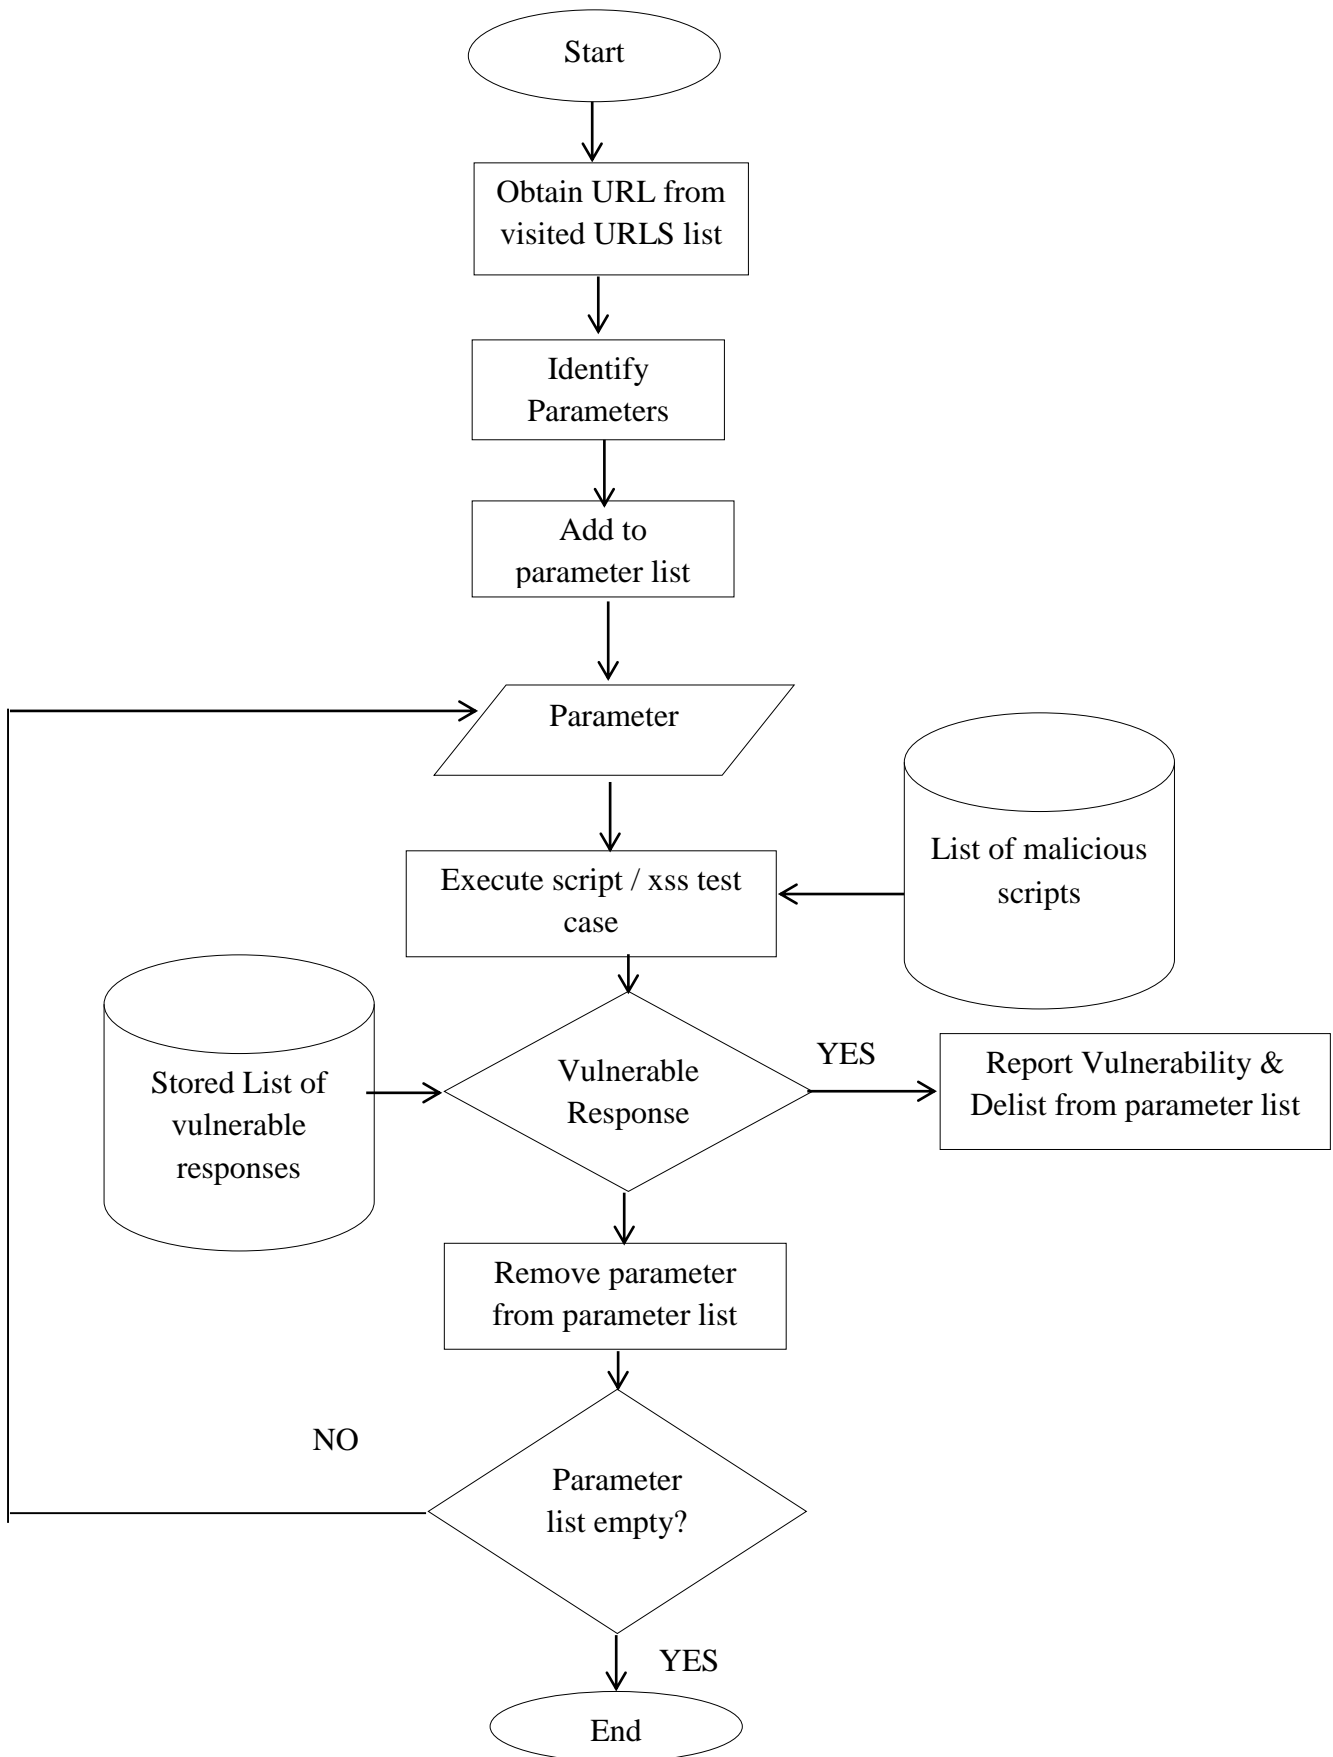 Start
Obtain URL from
visited URLS list
Identify
Parameters
Add to
parameter list
Parameter
List of malicious
scripts
Execute script / xss test
case
Stored List of
vulnerable
responses
Vulnerable
Response
YES
Report Vulnerability &
Delist from parameter list
Remove parameter
from parameter list
NO
Parameter
list empty?
YES
End